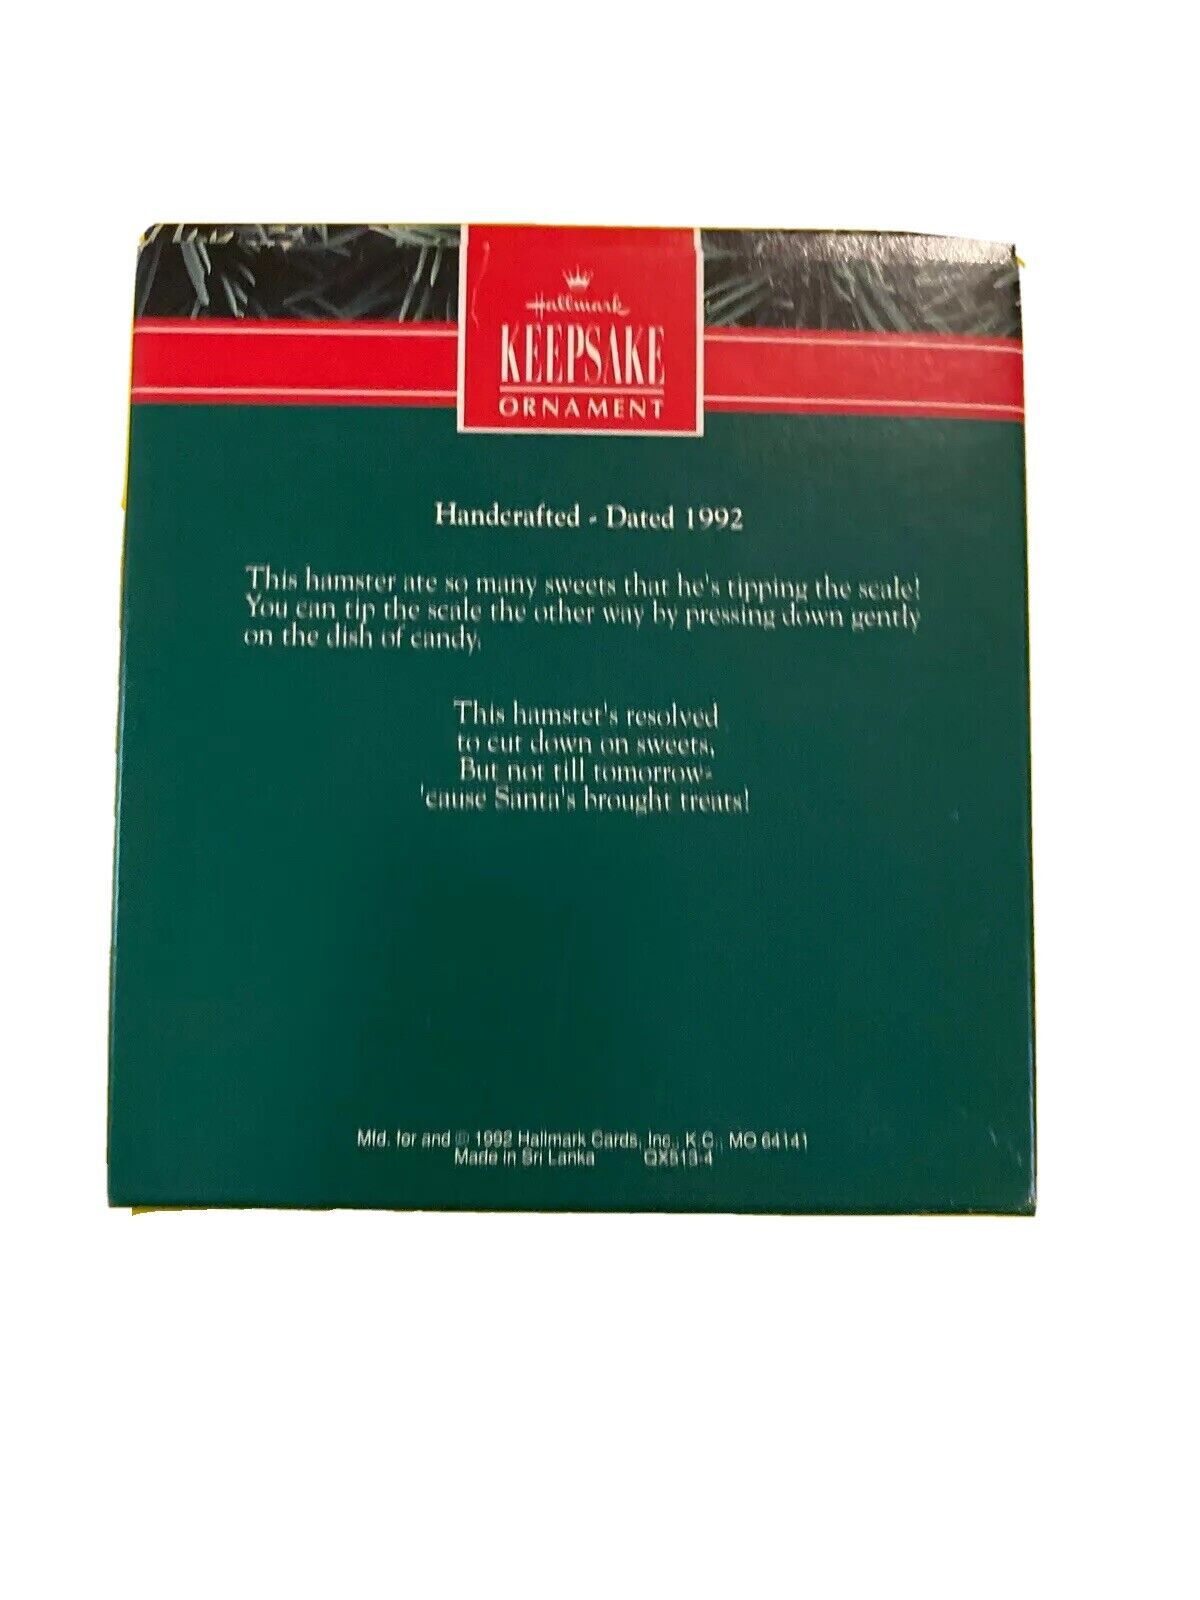 Hallmark
KEEPSAKE
ORNAMENT
Handcrafted - Dated 1992
This hamster ate so many sweets that he's tipping the scale!
You can tip the scale the other way by pressing down gently
on the dish of candy.
This hamster's resolved
to cut down on sweets,
But not till tomorrow-
'cause Santa's brought treats!
Mfd. for and © 1992 Hallmark Cards, Inc., K.C., MO 64141
Made in Sri Lanka QX513-4